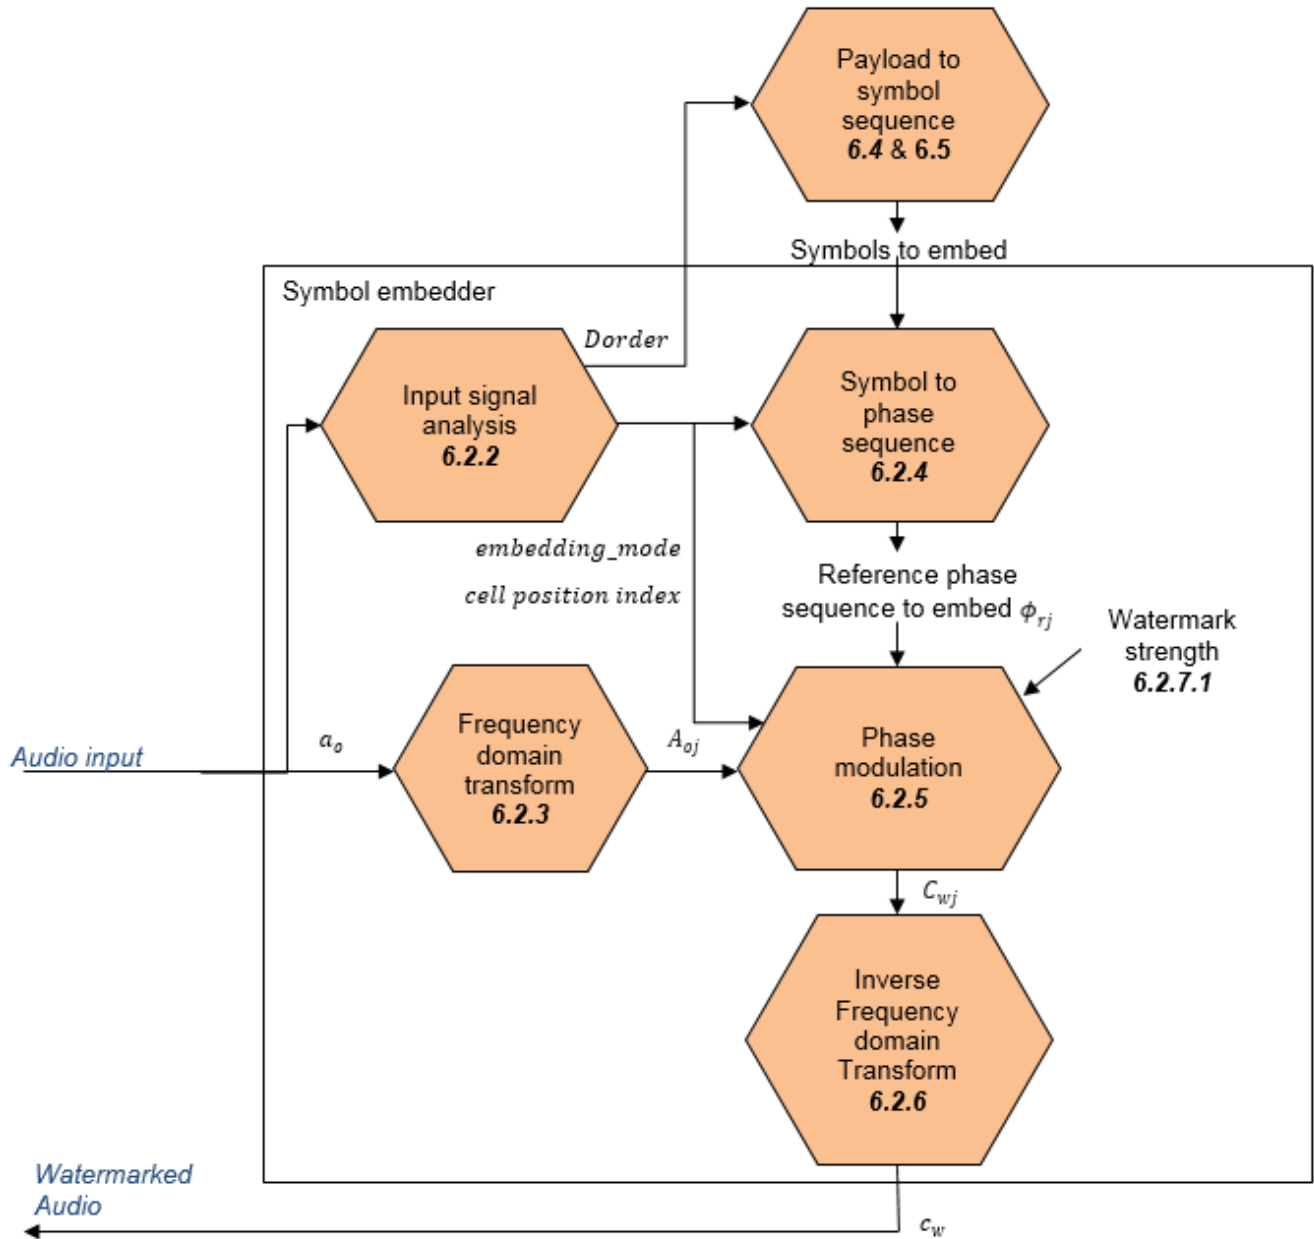 Payload to
symbol
sequence
6.4 & 6.5
Symbols to embed
Symbol embedder
Dorder
Input signal
analysis
6.2.2
Symbol to
phase
sequence
6.2.4
embedding_mode
cell position index
Reference phase
sequence to embed ϕrj
Watermark
strength
6.2.7.1
Audio input
ao
Frequency
domain
transform
6.2.3
Aoj
Phase
modulation
6.2.5
Cwj
Inverse
Frequency
domain
Transform
6.2.6
Watermarked
Audio
cw